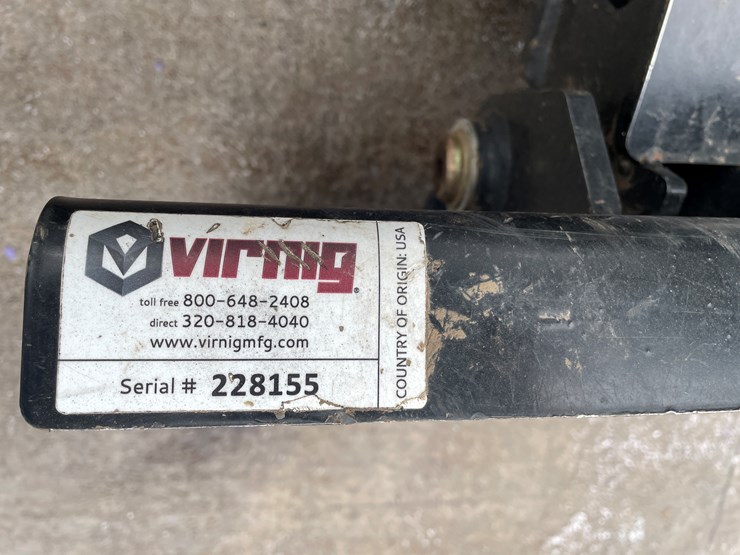 virnig
toll free 800-648-2408
direct 320-818-4040
www.virnigmfg.com
Serial # 228155
COUNTRY OF ORIGIN: USA